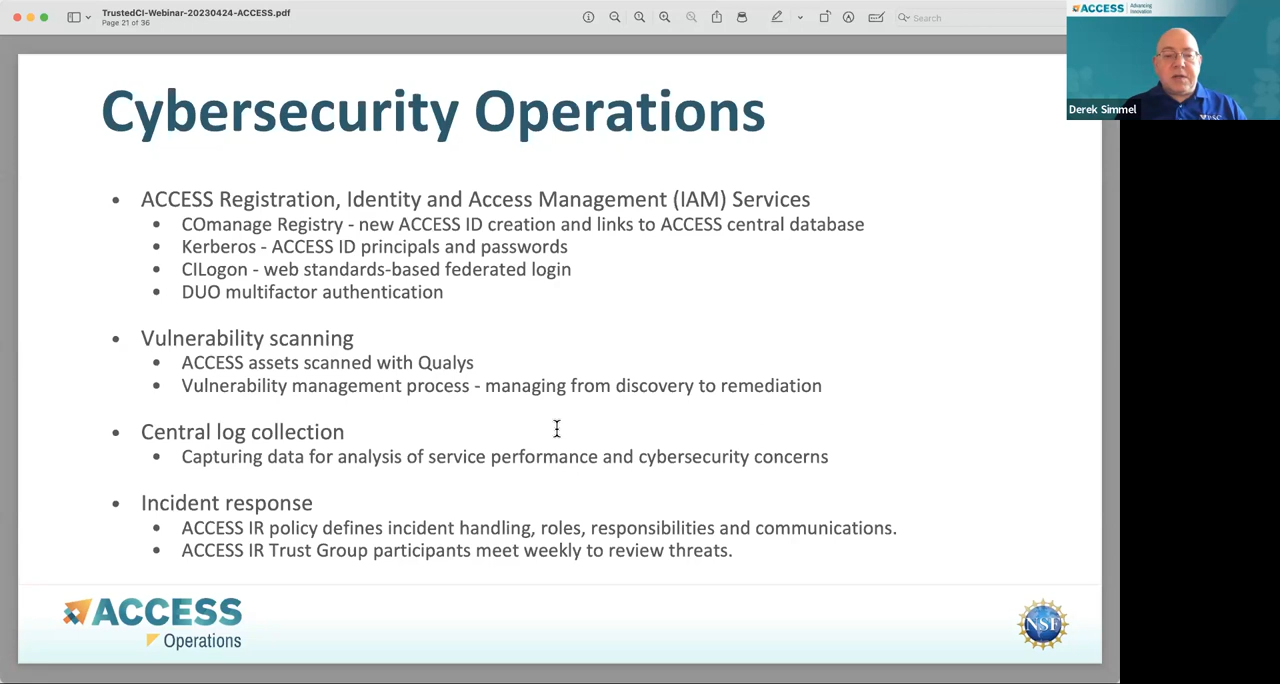 TrustedCI-Webinar-20230424-ACCESS.pdf
Page 21 of 36
Search
ACCESS
Advancing
Innovation
Derek Simmel
Cybersecurity Operations
• ACCESS Registration, Identity and Access Management (IAM) Services
• COmanage Registry - new ACCESS ID creation and links to ACCESS central database
• Kerberos - ACCESS ID principals and passwords
• CILogon - web standards-based federated login
• DUO multifactor authentication
• Vulnerability scanning
• ACCESS assets scanned with Qualys
• Vulnerability management process - managing from discovery to remediation
• Central log collection
• Capturing data for analysis of service performance and cybersecurity concerns
• Incident response
• ACCESS IR policy defines incident handling, roles, responsibilities and communications.
• ACCESS IR Trust Group participants meet weekly to review threats.
ACCESS
Operations
NSF